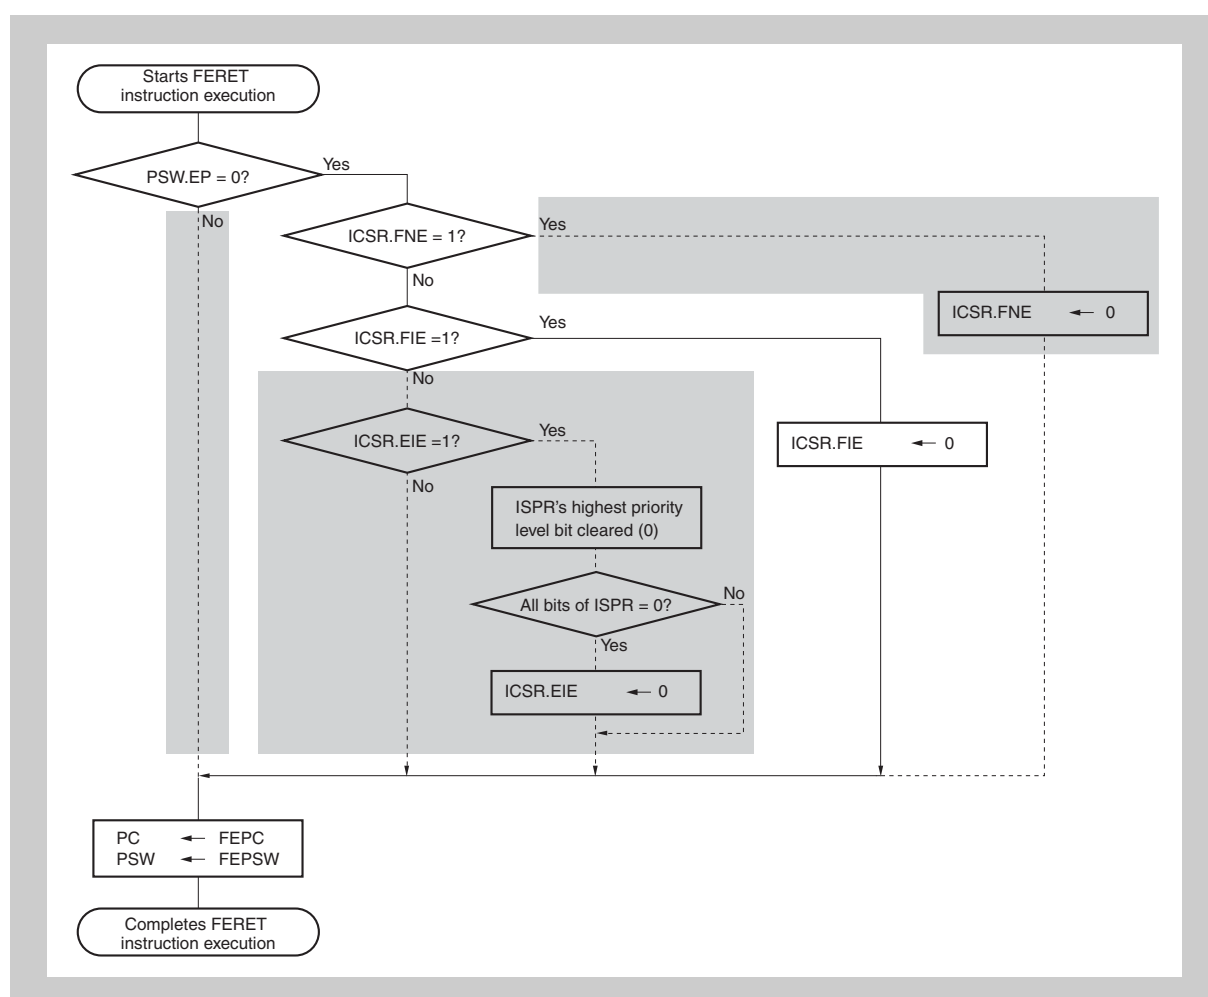 Starts FERET
instruction execution
PSW.EP = 0?
Yes
No
ICSR.FNE = 1?
Yes
No
ICSR.FNE ← 0
ICSR.FIE =1?
Yes
No
ICSR.FIE ← 0
ICSR.EIE =1?
Yes
No
ISPR's highest priority
level bit cleared (0)
All bits of ISPR = 0?
No
Yes
ICSR.EIE ← 0
PC ← FEPC
PSW ← FEPSW
Completes FERET
instruction execution